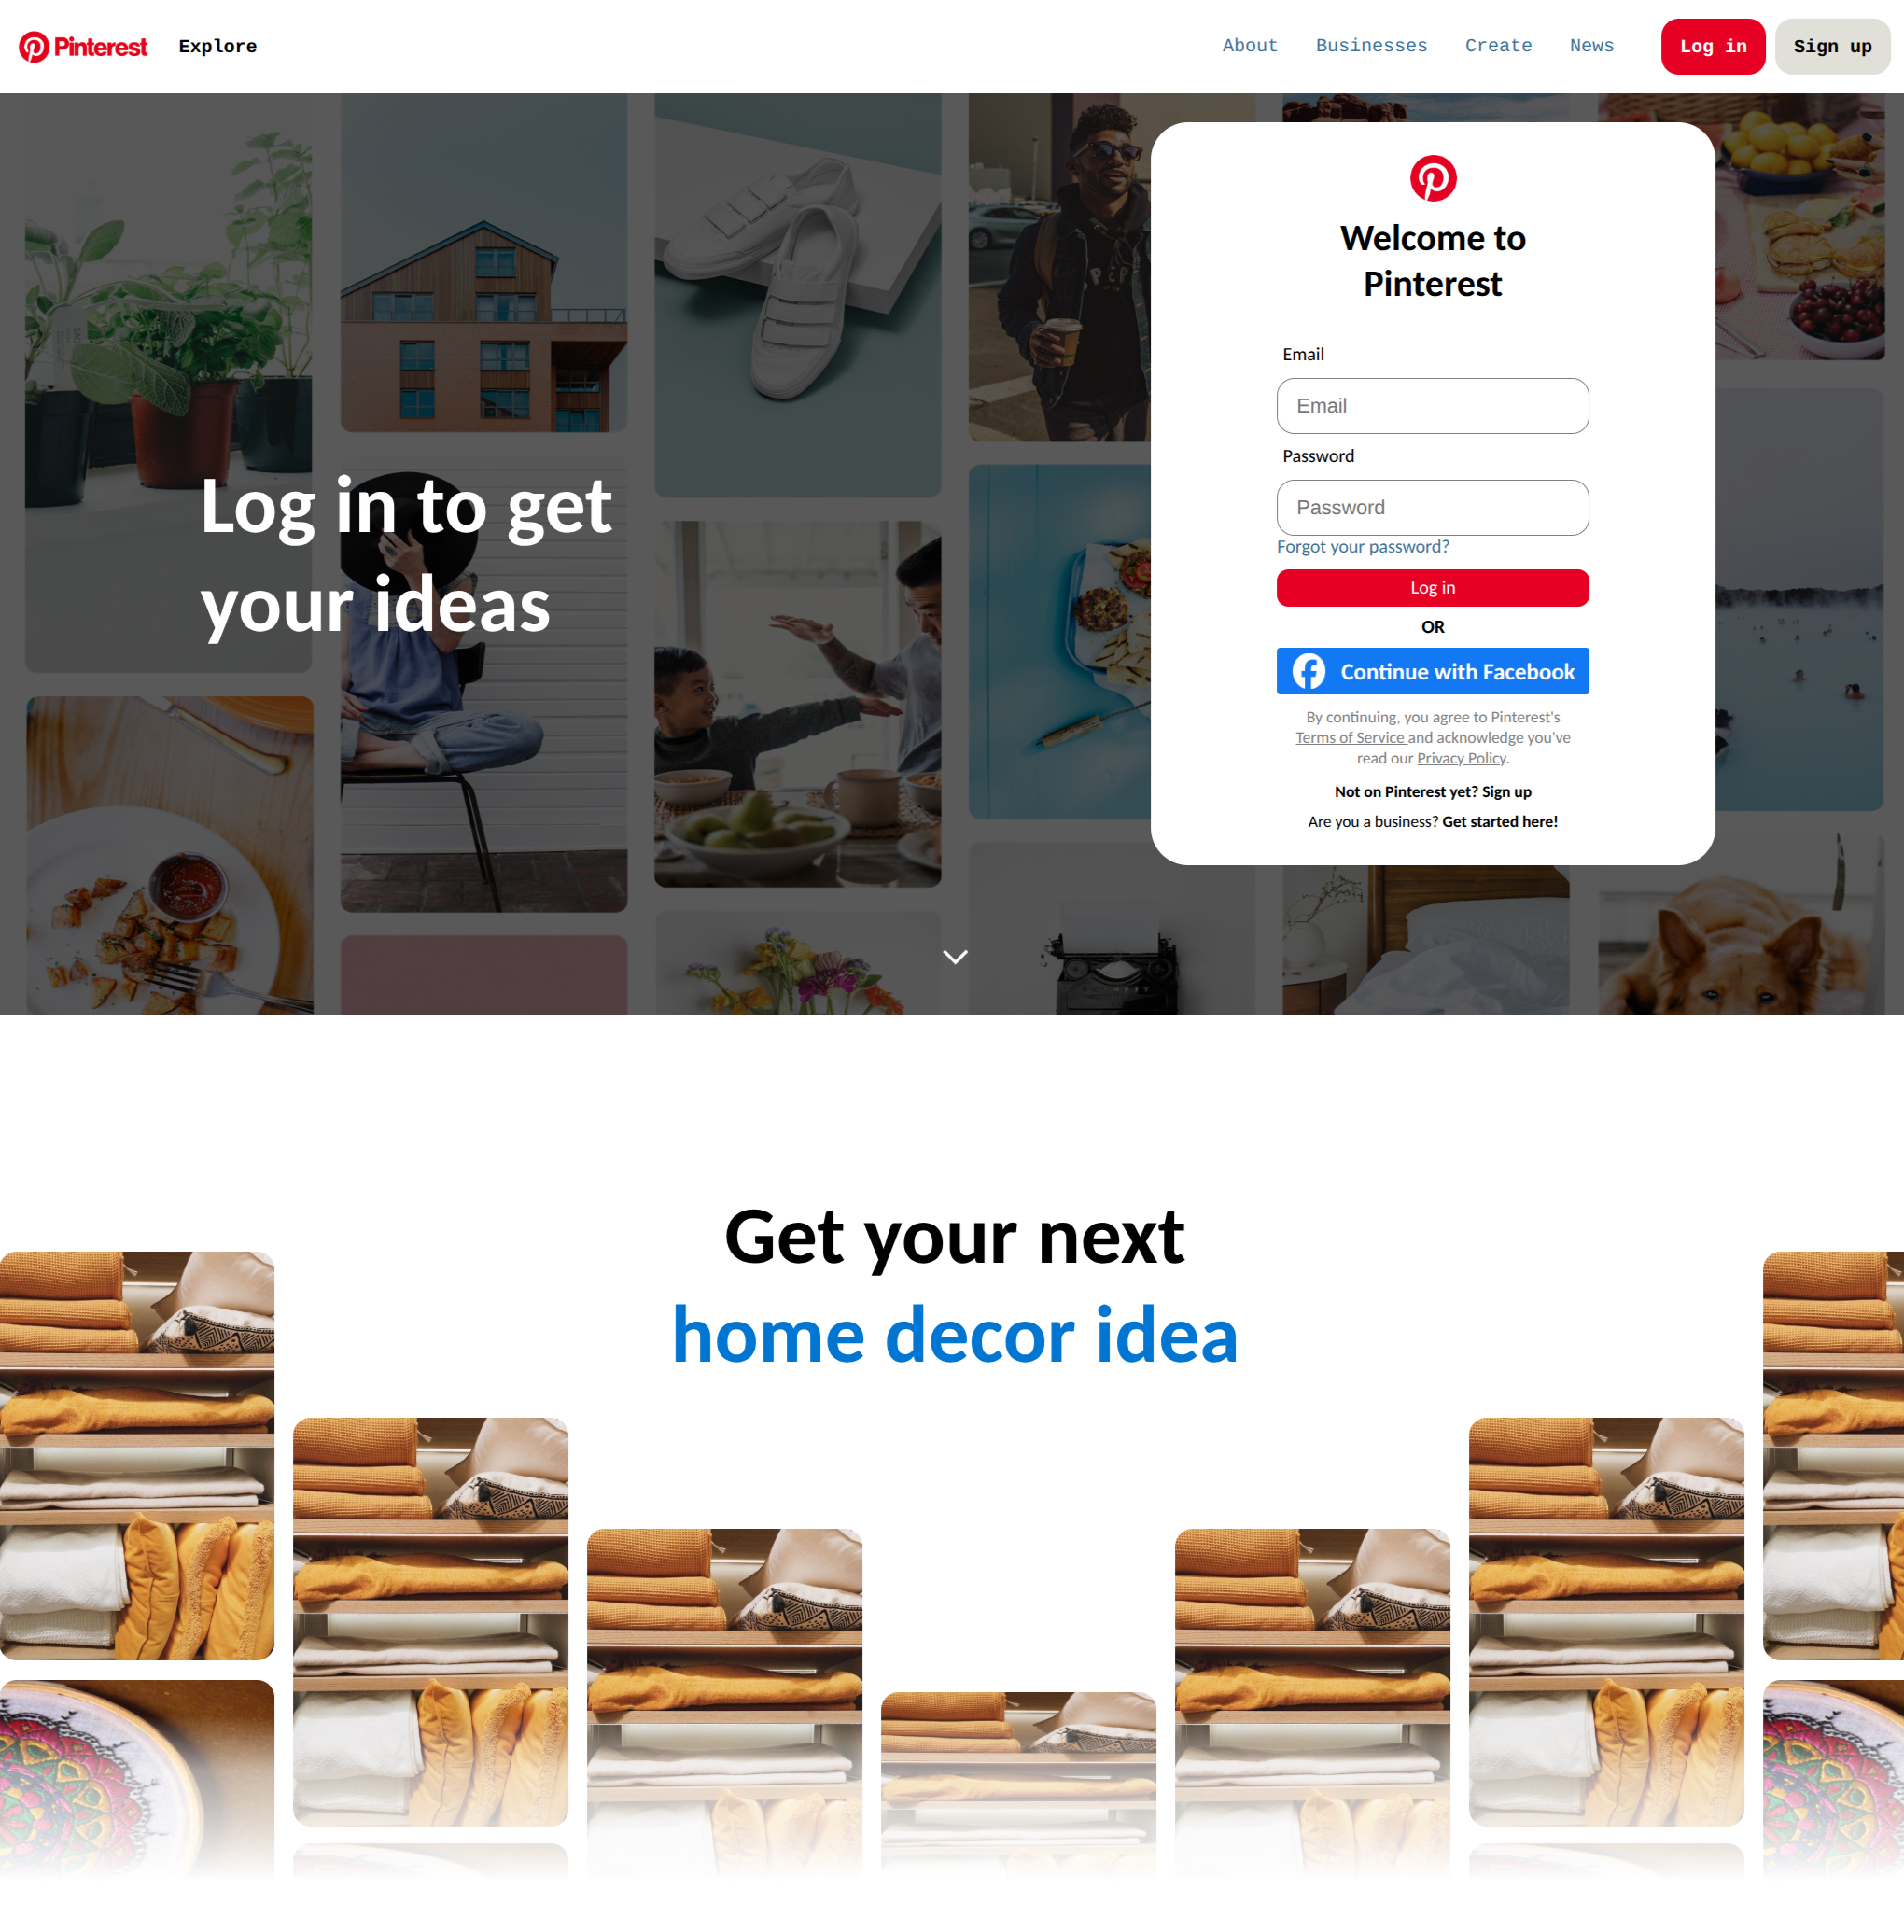 Pinterest
Explore
About
Businesses
Create
News
Log in
Sign up
Log in to get
your ideas
Welcome to
Pinterest
Email
Email
Password
Password
Forgot your password?
Log in
OR
Continue with Facebook
By continuing, you agree to Pinterest's
Terms of Service and acknowledge you've
read our Privacy Policy.
Not on Pinterest yet? Sign up
Are you a business? Get started here!
Get your next
home decor idea